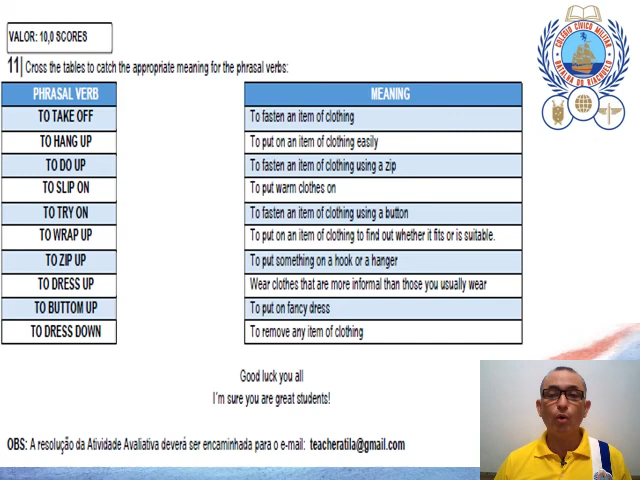 VALOR: 10,0 SCORES
11 Cross the tables to catch the appropriate meaning for the phrasal verbs:
PHRASAL VERB MEANING
TO TAKE OFF To fasten an item of clothing
TO HANG UP To put on an item of clothing easily
TO DO UP To fasten an item of clothing using a zip
TO SLIP ON To put warm clothes on
TO TRY ON To fasten an item of clothing using a button
TO WRAP UP To put on an item of clothing to find out whether it fits or is suitable.
TO ZIP UP To put something on a hook or a hanger
TO DRESS UP Wear clothes that are more informal than those you usually wear
TO BUTTOM UP To put on fancy dress
TO DRESS DOWN To remove any item of clothing
Good luck you all
I'm sure you are great students!
OBS: A resolução da Atividade Avaliativa deverá ser encaminhada para o e-mail: teacheratila@gmail.com
COLÉGIO CÍVICO MILITAR
BATALHA DO RIACHUELO